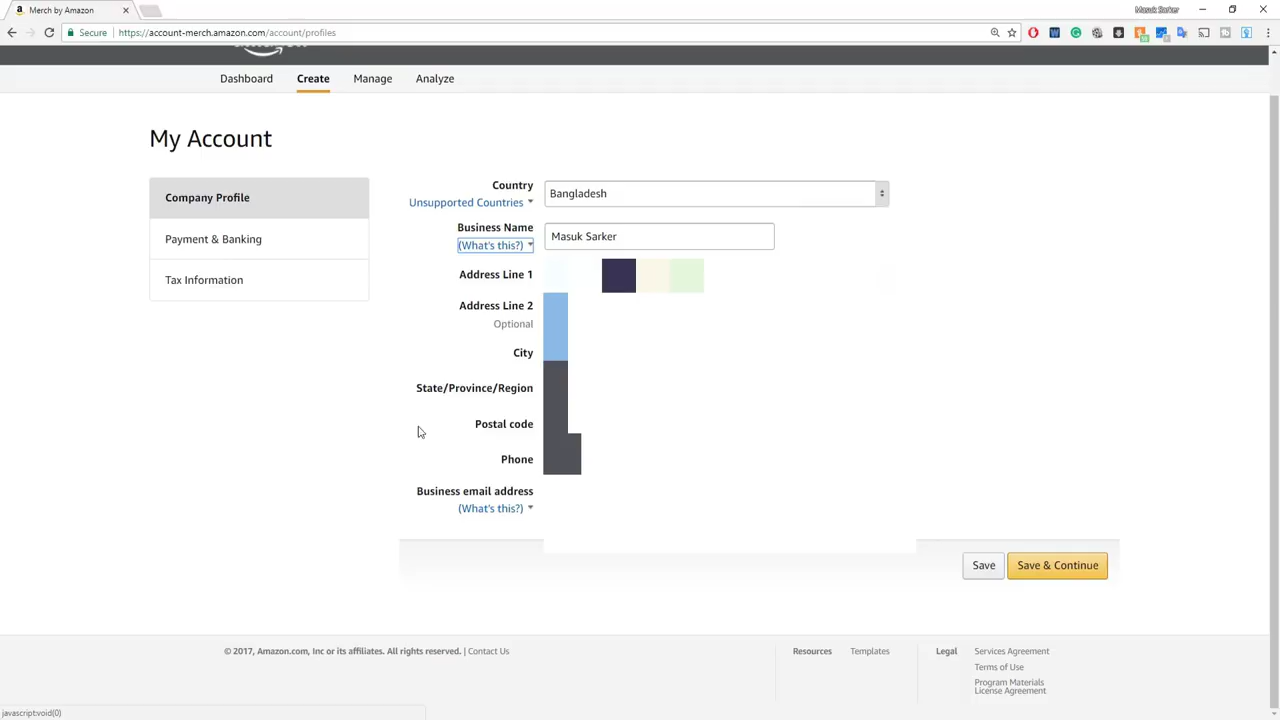 Merch by Amazon
Masuk Sarker
Secure
https://account-merch.amazon.com/account/profiles
Dashboard
Create
Manage
Analyze
My Account
Company Profile
Payment & Banking
Tax Information
Country
Unsupported Countries
Bangladesh
Business Name
(What's this?)
Masuk Sarker
Address Line 1
Address Line 2
Optional
City
State/Province/Region
Postal code
Phone
Business email address
(What's this?)
Save
Save & Continue
© 2017, Amazon.com, Inc or its affiliates. All rights reserved. | Contact Us
Resources
Templates
Legal
Services Agreement
Terms of Use
Program Materials
License Agreement
javascript:void(0)